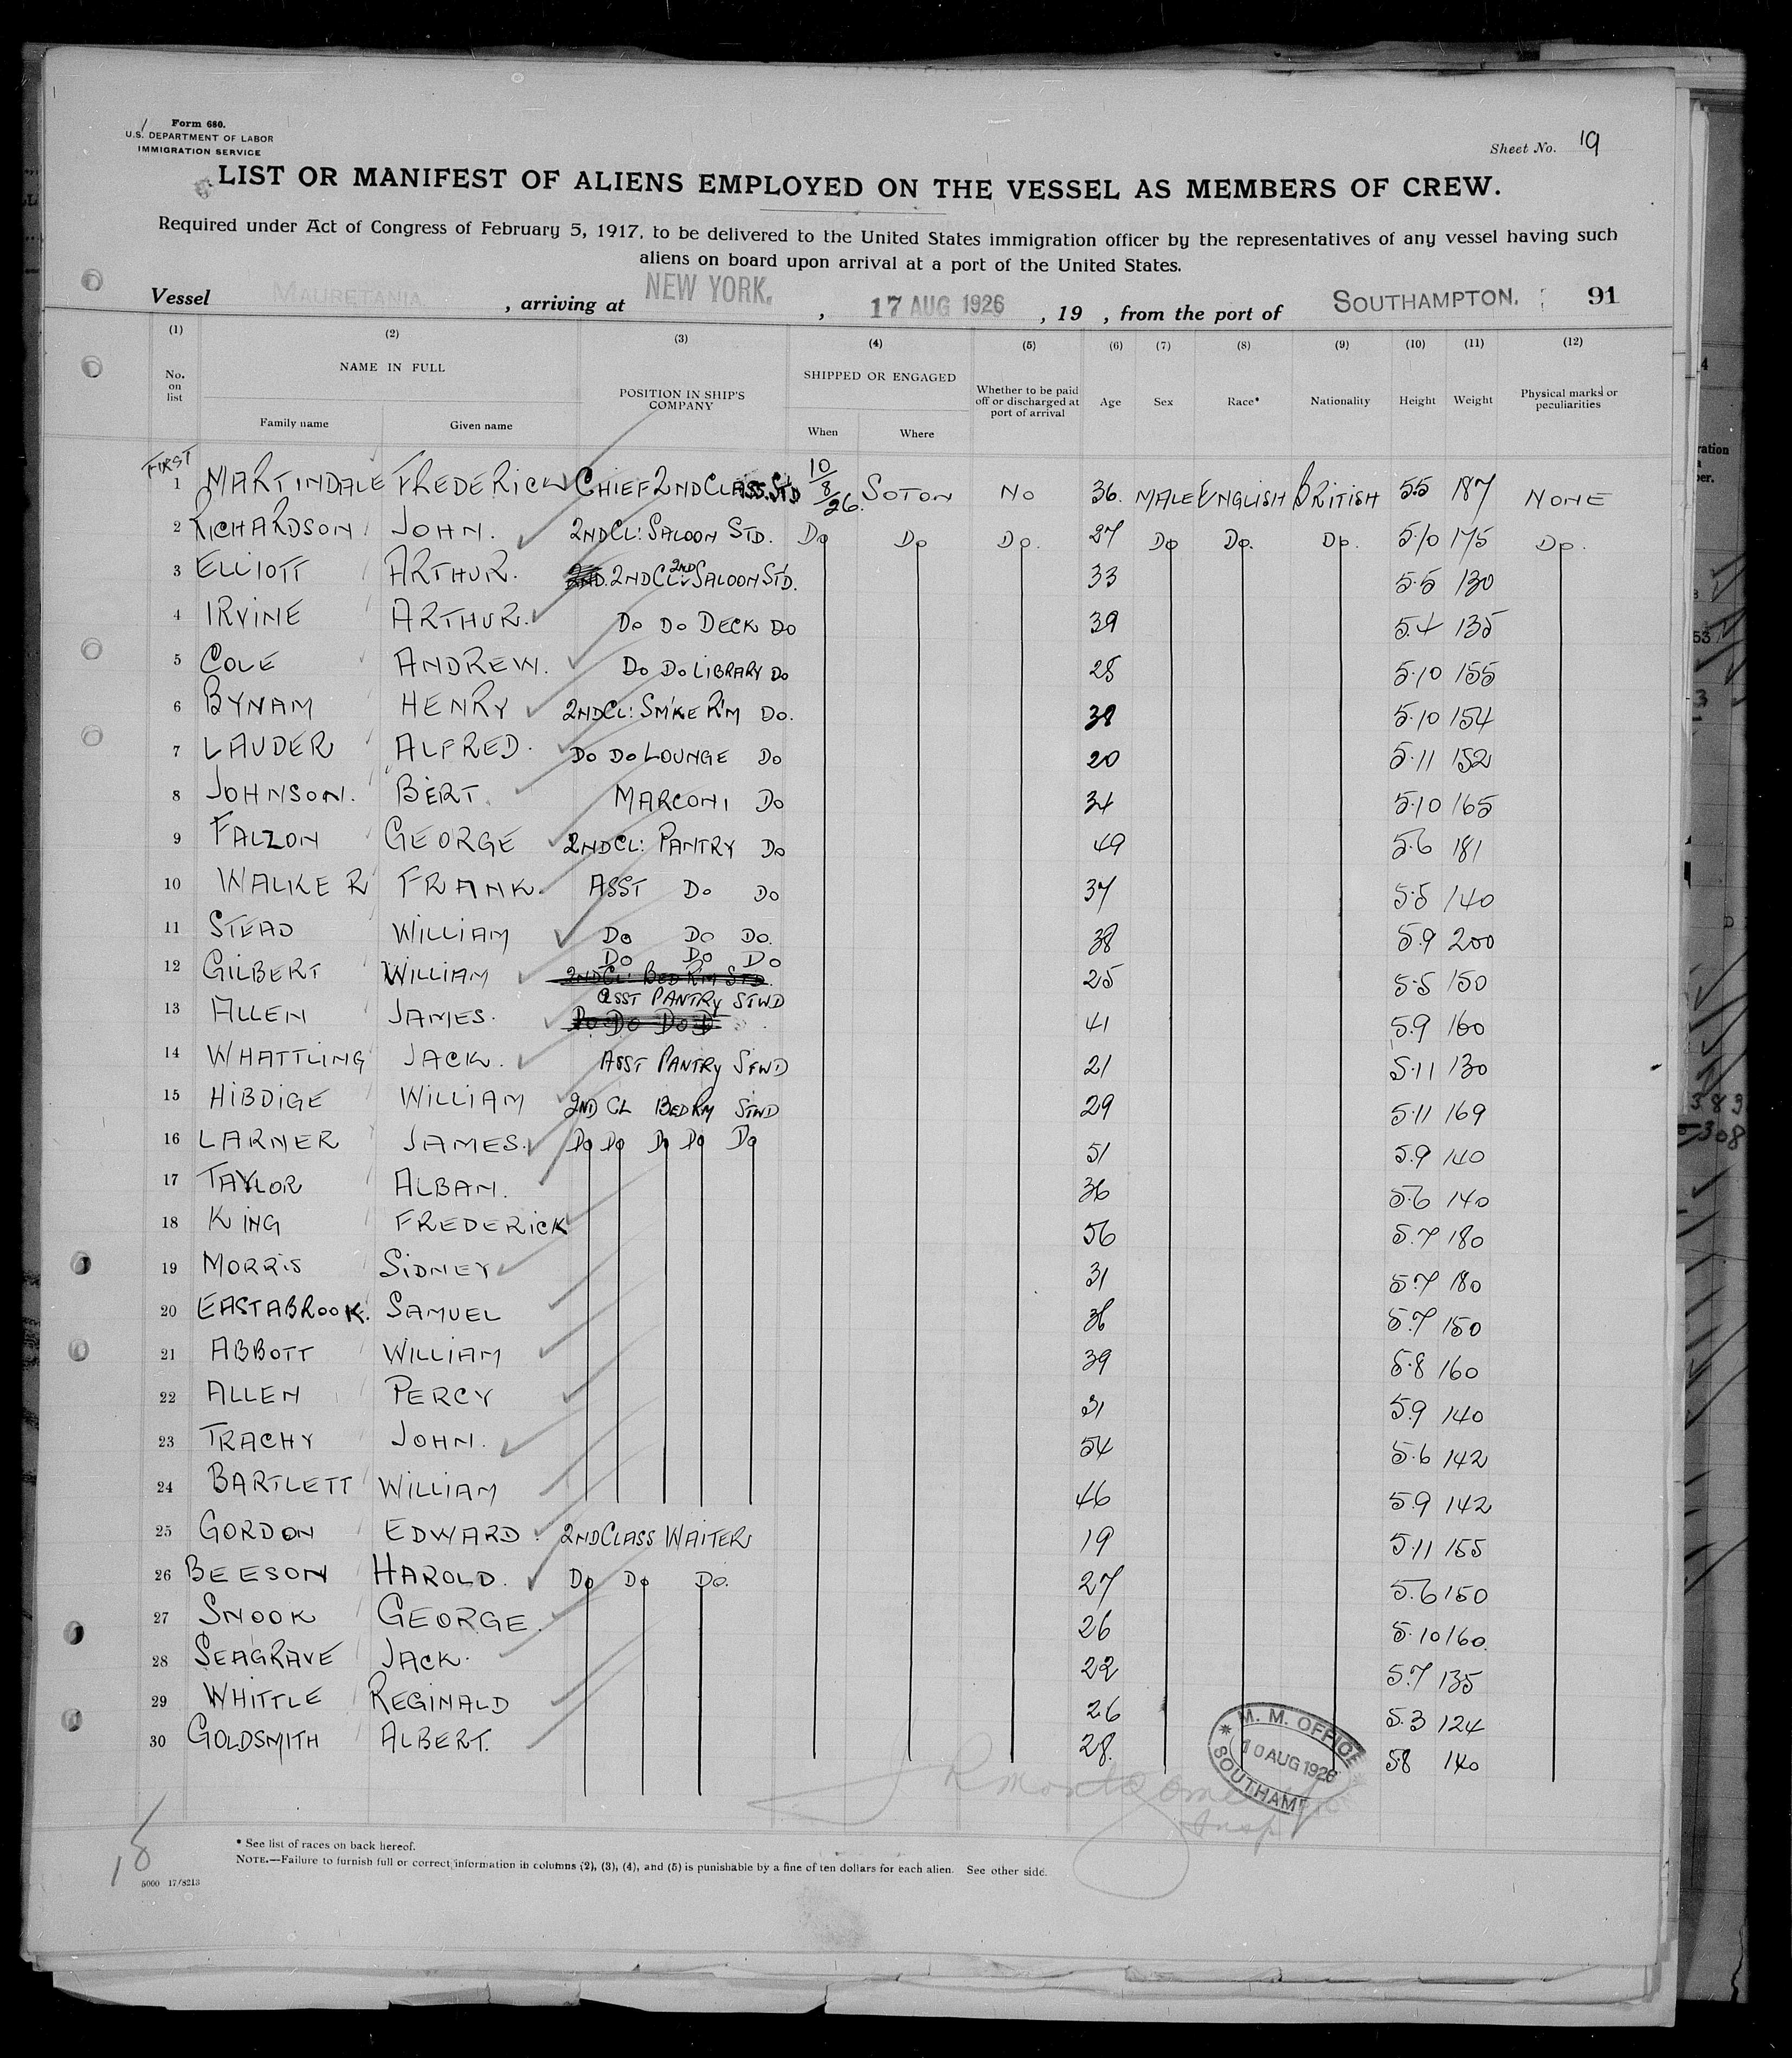 Form 680.
U.S. DEPARTMENT OF LABOR
IMMIGRATION SERVICE
Sheet No. 19
LIST OR MANIFEST OF ALIENS EMPLOYED ON THE VESSEL AS MEMBERS OF CREW.
Required under Act of Congress of February 5, 1917, to be delivered to the United States immigration officer by the representatives of any vessel having such
aliens on board upon arrival at a port of the United States.
Vessel MAURETANIA, arriving at NEW YORK, 17 AUG 1926, 19 , from the port of SOUTHAMPTON. 91
(1) (2) (3) (4) (5) (6) (7) (8) (9) (10) (11) (12)
No. on list NAME IN FULL POSITION IN SHIP'S COMPANY SHIPPED OR ENGAGED Whether to be paid off or discharged at port of arrival Age Sex Race* Nationality Height Weight Physical marks or peculiarities
Family name Given name When Where
FIRST
1 MARTINDALE FREDERICK CHIEF 2ND CLASS. STD 10/8/26. SOTON NO 36. MALE ENGLISH BRITISH 5.5 187 NONE
2 RICHARDSON JOHN. 2ND CL: SALOON STD. Do Do Do. 27 Do Do. Do. 5.10 175 Do.
3 ELLIOTT ARTHUR. 2ND. 2ND CL: 2ND SALOON STD. 33 5.5 130
4 IRVINE ARTHUR. Do Do DECK Do 39 5.4 135
5 COLE ANDREW. Do Do LIBRARY Do 25 5.10 155
6 BYNAM HENRY 2ND CL: SM'KE R'M Do. 38 5.10 154
7 LAUDER ALFRED. Do Do LOUNGE Do 20 5.11 152
8 JOHNSON. BERT. MARCONI Do 34 5.10 165
9 FALZON GEORGE 2ND CL: PANTRY Do 49 5.6 181
10 WALKER FRANK. ASST Do Do 37 5.5 140
11 STEAD WILLIAM Do Do Do. 38 5.9 200
Do Do Do
12 GILBERT WILLIAM 2ND CL: BED RM STD. 25 5.5 150
ASST PANTRY STWD
13 ALLEN JAMES. Do Do Do D 41 5.9 160
14 WHATTLING JACK. ASST PANTRY STWD 21 5.11 130
15 HIBDIGE WILLIAM 2ND CL BED RM STWD 29 5.11 169
16 LARNER JAMES. Do Do Do Do Do 51 5.9 140
17 TAYLOR ALBAN. 36 5.6 140
18 KING FREDERICK 56 5.7 180
19 MORRIS SIDNEY 31 5.7 180
20 EASTABROOK. SAMUEL 36 5.7 150
21 ABBOTT WILLIAM 39 5.8 160
22 ALLEN PERCY 31 5.9 140
23 TRACHY JOHN. 54 5.6 142
24 BARTLETT WILLIAM 46 5.9 142
25 GORDON EDWARD. 2ND CLASS WAITER 19 5.11 155
26 BEESON HAROLD. Do Do Do. 27 5.6 150
27 SNOOK GEORGE. 26 5.10 160.
28 SEAGRAVE JACK. 22 5.7 135
29 WHITTLE REGINALD 26 5.3 124
30 GOLDSMITH ALBERT. 28. 5.8 140
* M. M. OFFICE * 10 AUG 1926 SOUTHAMPTON
R Montgomery
Insp
18
* See list of races on back hereof.
NOTE.—Failure to furnish full or correct information in columns (2), (3), (4), and (5) is punishable by a fine of ten dollars for each alien. See other side.
5000 17/8213